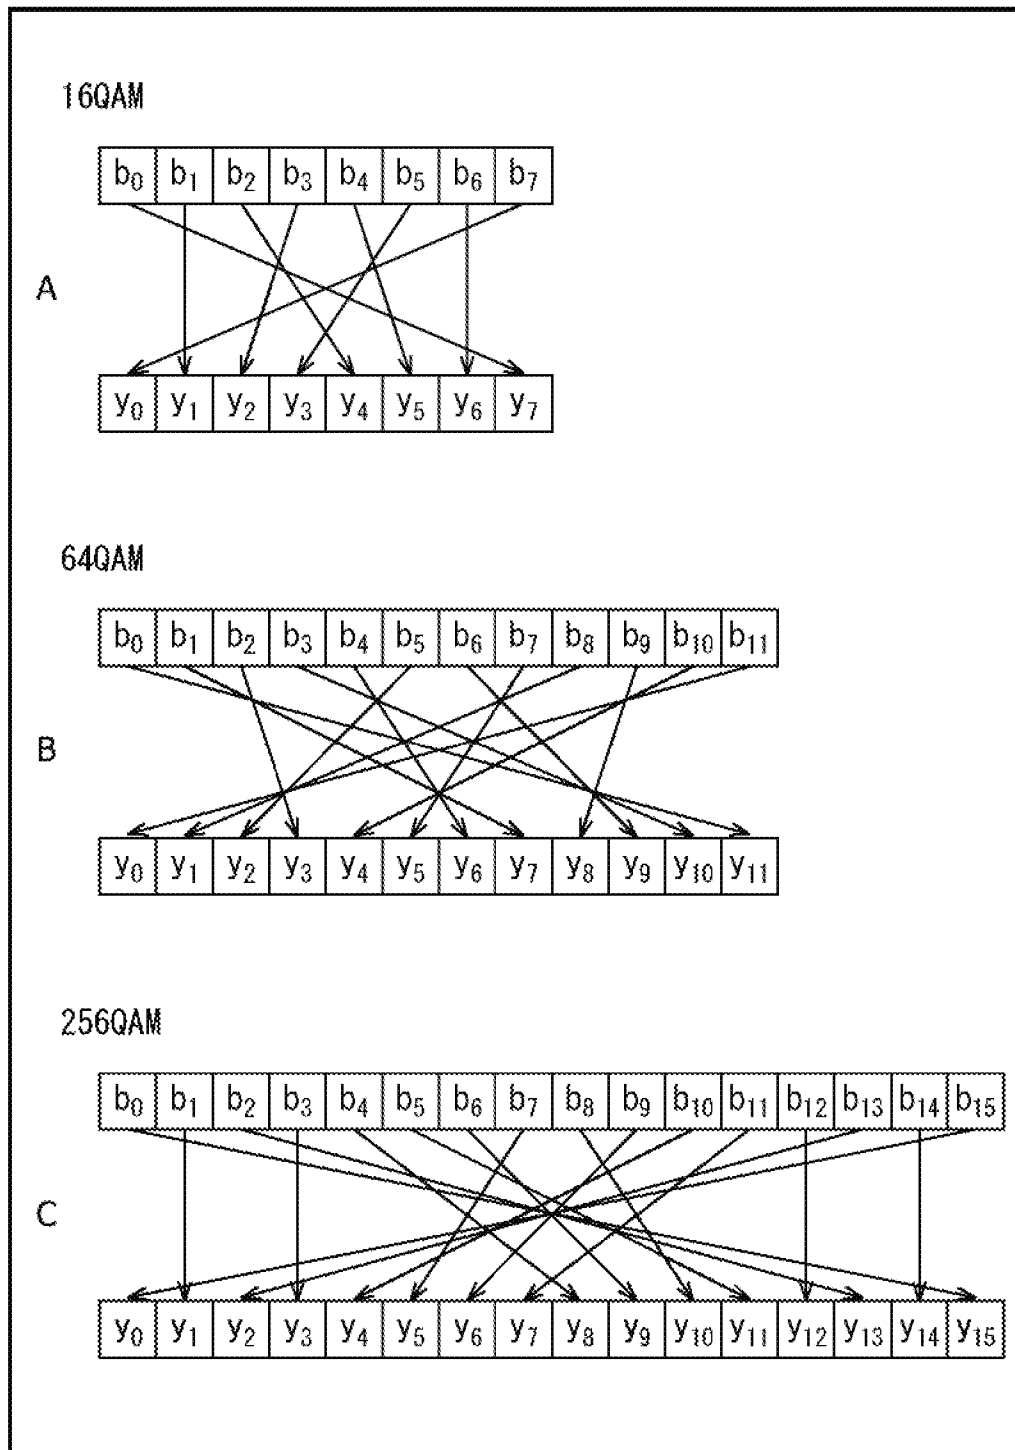 16QAM
b0 b1 b2 b3 b4 b5 b6 b7
A
y0 y1 y2 y3 y4 y5 y6 y7
64QAM
b0 b1 b2 b3 b4 b5 b6 b7 b8 b9 b10 b11
B
y0 y1 y2 y3 y4 y5 y6 y7 y8 y9 y10 y11
256QAM
b0 b1 b2 b3 b4 b5 b6 b7 b8 b9 b10 b11 b12 b13 b14 b15
C
y0 y1 y2 y3 y4 y5 y6 y7 y8 y9 y10 y11 y12 y13 y14 y15